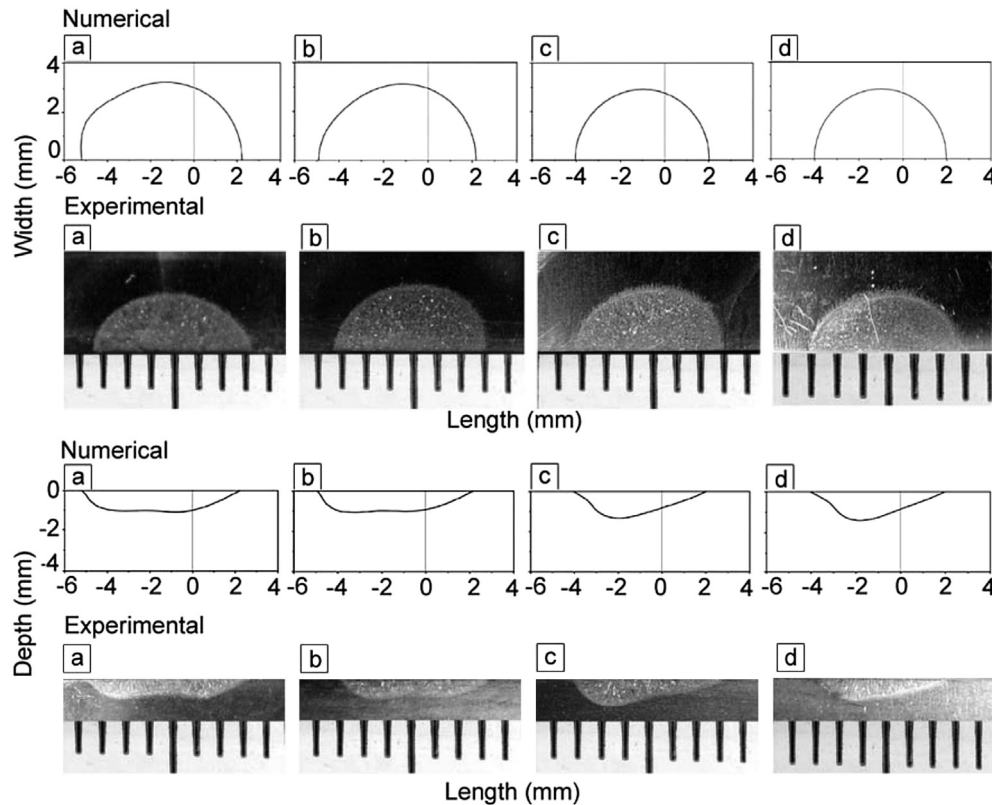 Numerical
a b c d
4
2
0
-6 -4 -2 0 2 4 -6 -4 -2 0 2 4 -6 -4 -2 0 2 4 -6 -4 -2 0 2 4
Width (mm)
Experimental
a b c d
Length (mm)
Numerical
a b c d
0
-2
-4
-6 -4 -2 0 2 4 -6 -4 -2 0 2 4 -6 -4 -2 0 2 4 -6 -4 -2 0 2 4
Depth (mm)
Experimental
a b c d
Length (mm)